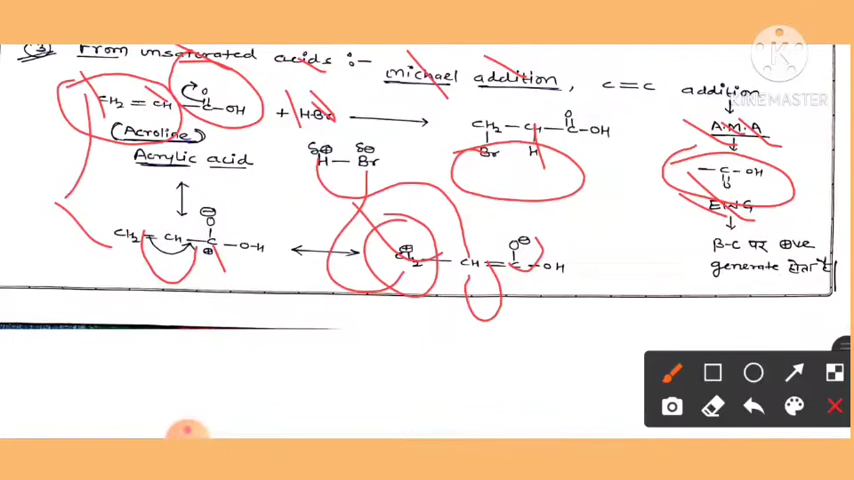 (3) From unsaturated acids :-
michael addition, C=C addition
CH2 = CH - C - OH
O
+ HBr
(Acroline)
Acrylic acid
CH2 - CH - C - OH
O
Br H
A.M.A
δ⊕ δ⊖
H - Br
- C - OH
O
EWG
CH2 = CH - C - O-H
O ⊖
⊕
⊕
CH2 - CH = C - OH
O ⊖
β-C पर ⊕ve
generate होता है
K
KINEMASTER